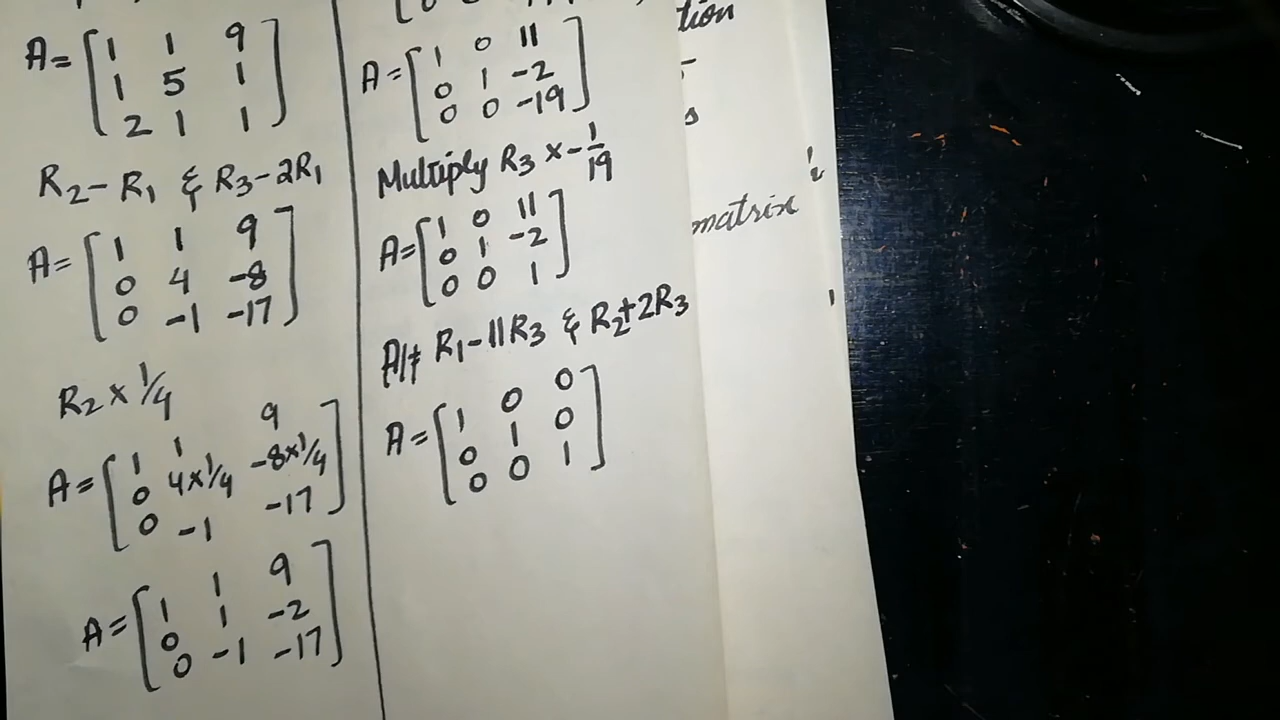 A = [ 1 1 9
1 5 1
2 1 1 ]
R2 - R1 & R3 - 2R1
A = [ 1 1 9
0 4 -8
0 -1 -17 ]
R2 × 1/4
A = [ 1 1 9
0 4×1/4 -8×1/4
0 -1 -17 ]
A = [ 1 1 9
0 1 -2
0 -1 -17 ]
A = [ 1 0 11
0 1 -2
0 0 -19 ]
Multiply R3 × -1/19
A = [ 1 0 11
0 1 -2
0 0 1 ]
R1 - 11R3 & R2 + 2R3
A = [ 1 0 0
0 1 0
0 0 1 ]
tion
s
matrix